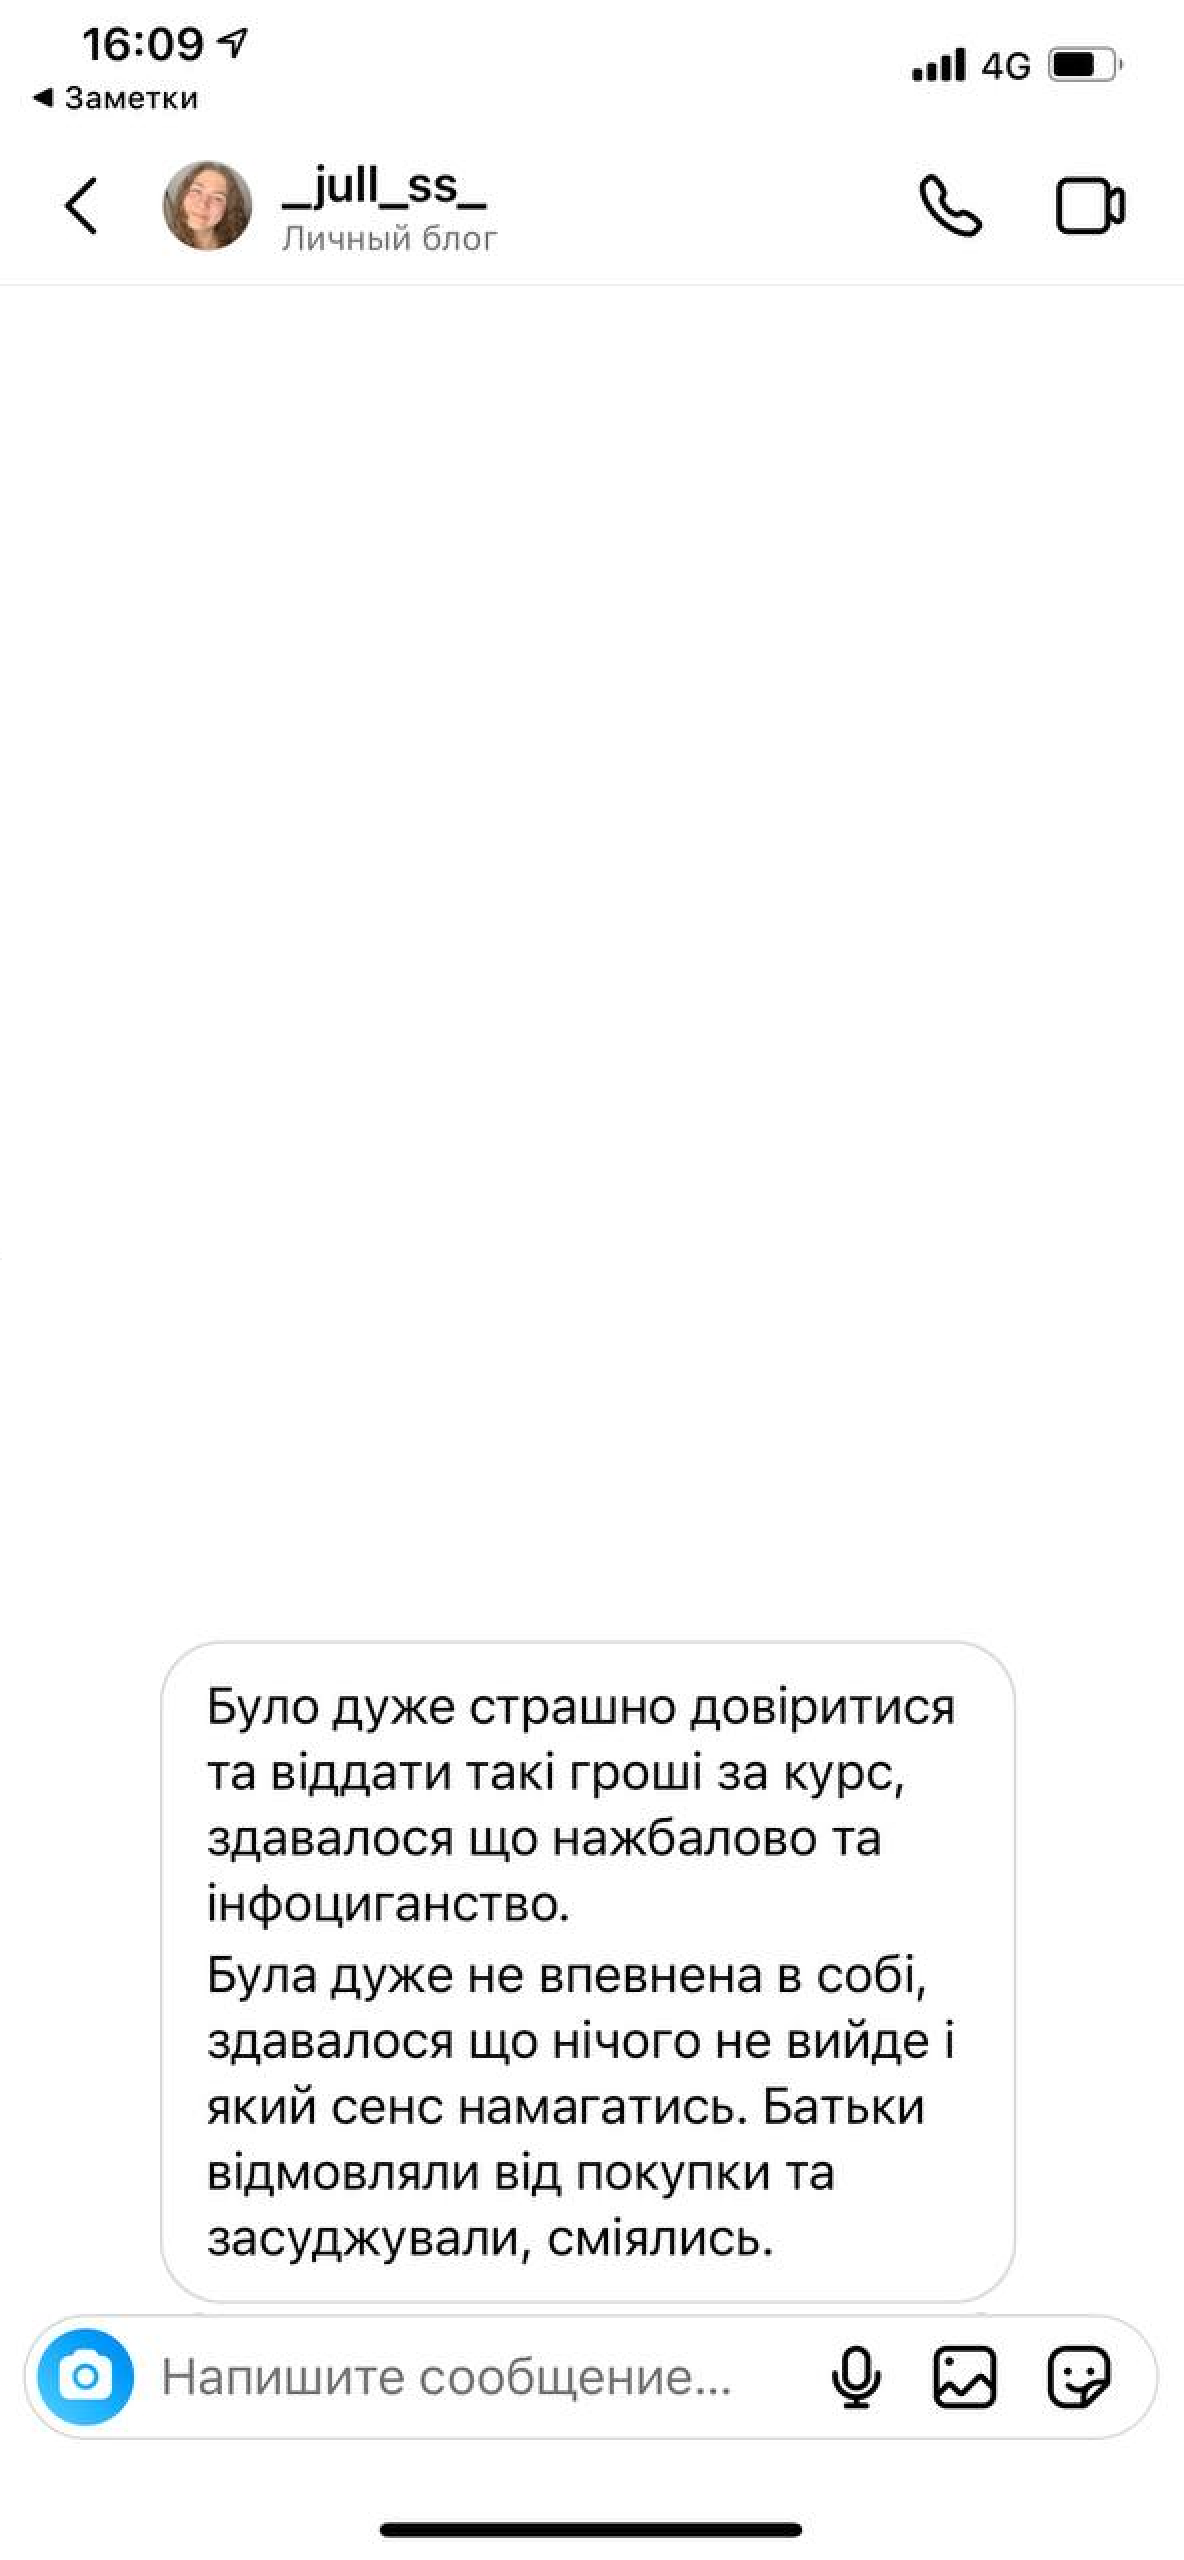 16:09
4G
◀ Заметки
_jull_ss_
Личный блог
Було дуже страшно довіритися
та віддати такі гроші за курс,
здавалося що нажбалово та
інфоциганство.
Була дуже не впевнена в собі,
здавалося що нічого не вийде і
який сенс намагатись. Батьки
відмовляли від покупки та
засуджували, сміялись.
Напишите сообщение...